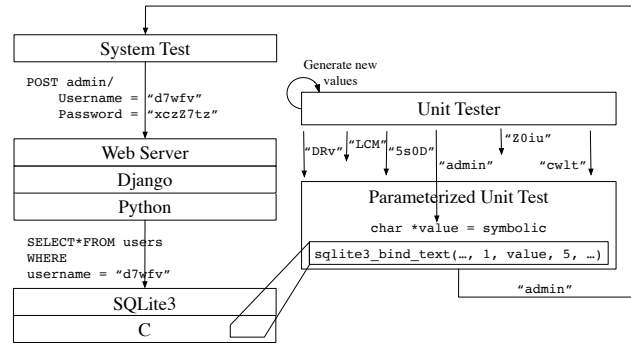 System Test
POST admin/
Username = “d7wfv”
Password = “xczZ7tz”
Web Server
Django
Python
SELECT*FROM users
WHERE
username = “d7wfv”
SQLite3
C
Generate new
values
Unit Tester
“DRv”
“LCM”
“5s0D”
“admin”
“Z0iu”
“cwlt”
Parameterized Unit Test
char *value = symbolic
sqlite3_bind_text(…, 1, value, 5, …)
“admin”